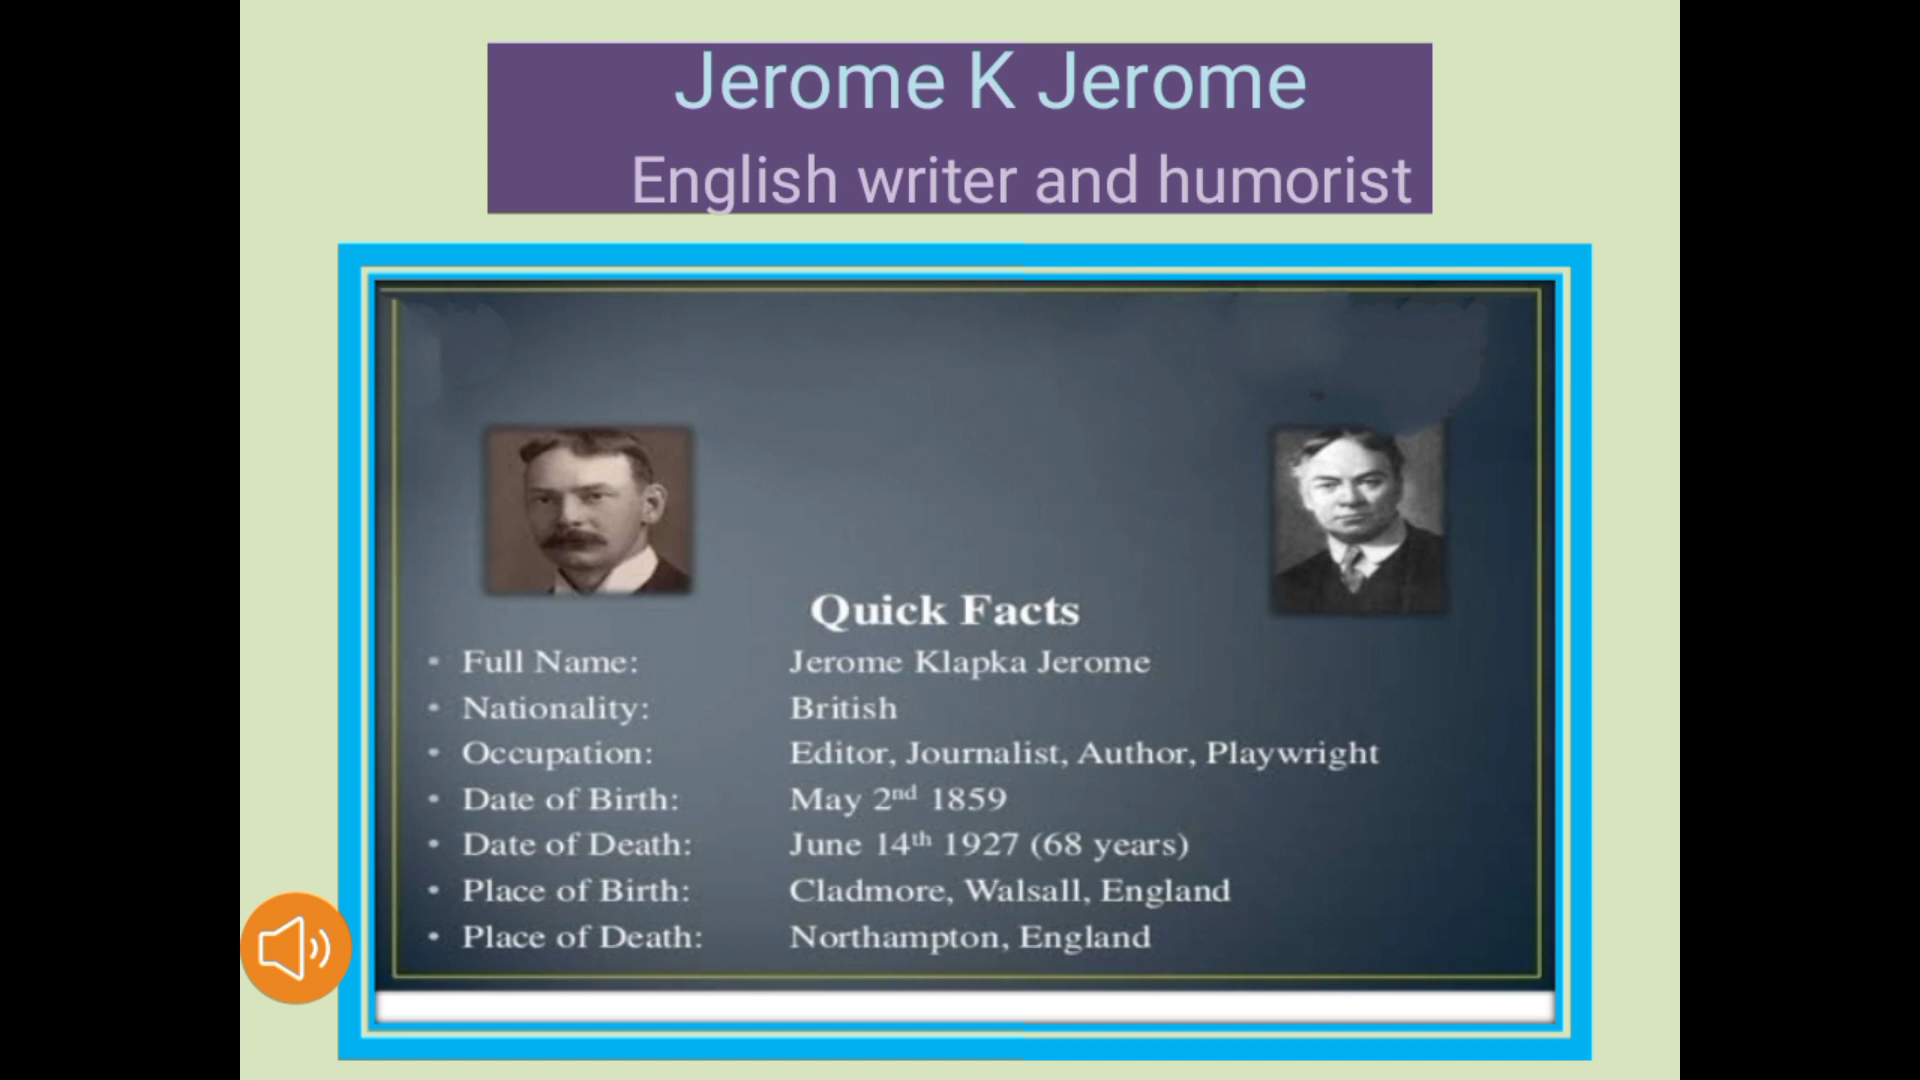 Jerome K Jerome
English writer and humorist
Quick Facts
• Full Name: Jerome Klapka Jerome
• Nationality: British
• Occupation: Editor, Journalist, Author, Playwright
• Date of Birth: May 2nd 1859
• Date of Death: June 14th 1927 (68 years)
• Place of Birth: Cladmore, Walsall, England
• Place of Death: Northampton, England